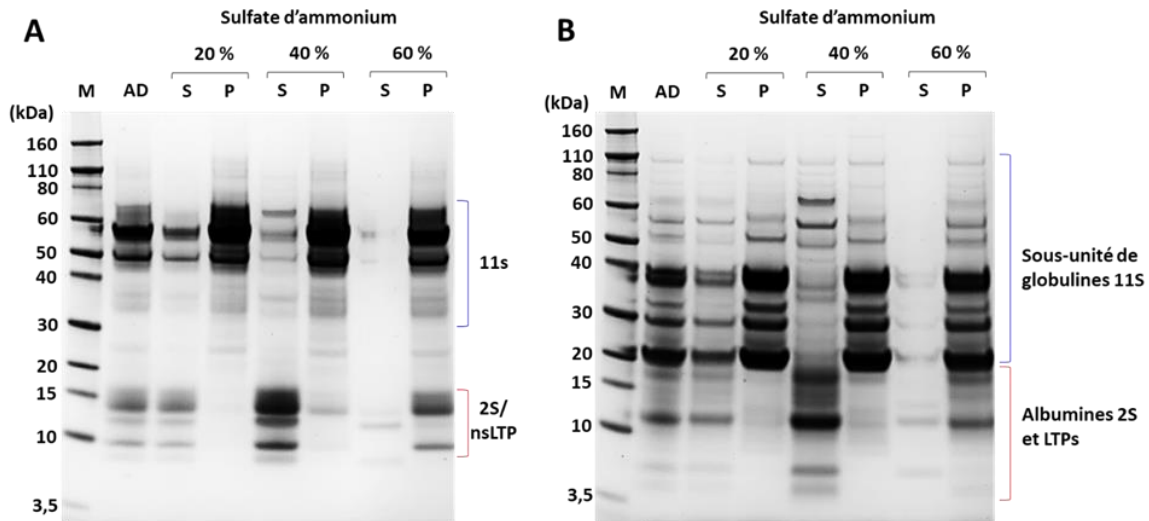 A
Sulfate d’ammonium
20 %
40 %
60 %
M
AD
S
P
S
P
S
P
(kDa)
160
110
80
60
50
40
30
20
15
10
3,5
11s
2S/
nsLTP
B
Sulfate d’ammonium
20 %
40 %
60 %
M
AD
S
P
S
P
S
P
(kDa)
160
110
80
60
50
40
30
20
15
10
3,5
Sous-unité de
globulines 11S
Albumines 2S
et LTPs